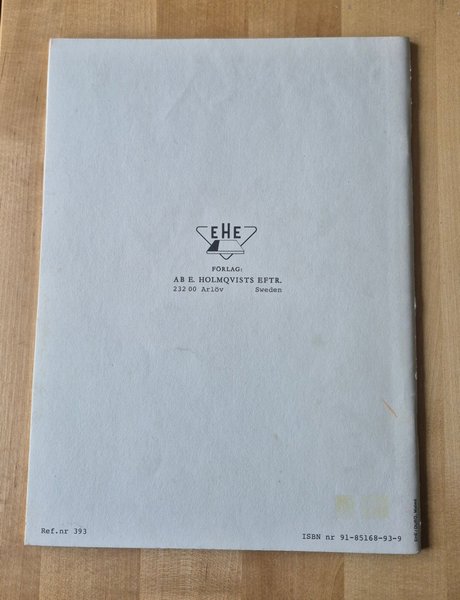 EHE
FÖRLAG:
AB E. HOLMQVISTS EFTR.
232 00 Arlöv Sweden
Ref.nr 393
ISBN nr 91-85168-93-9